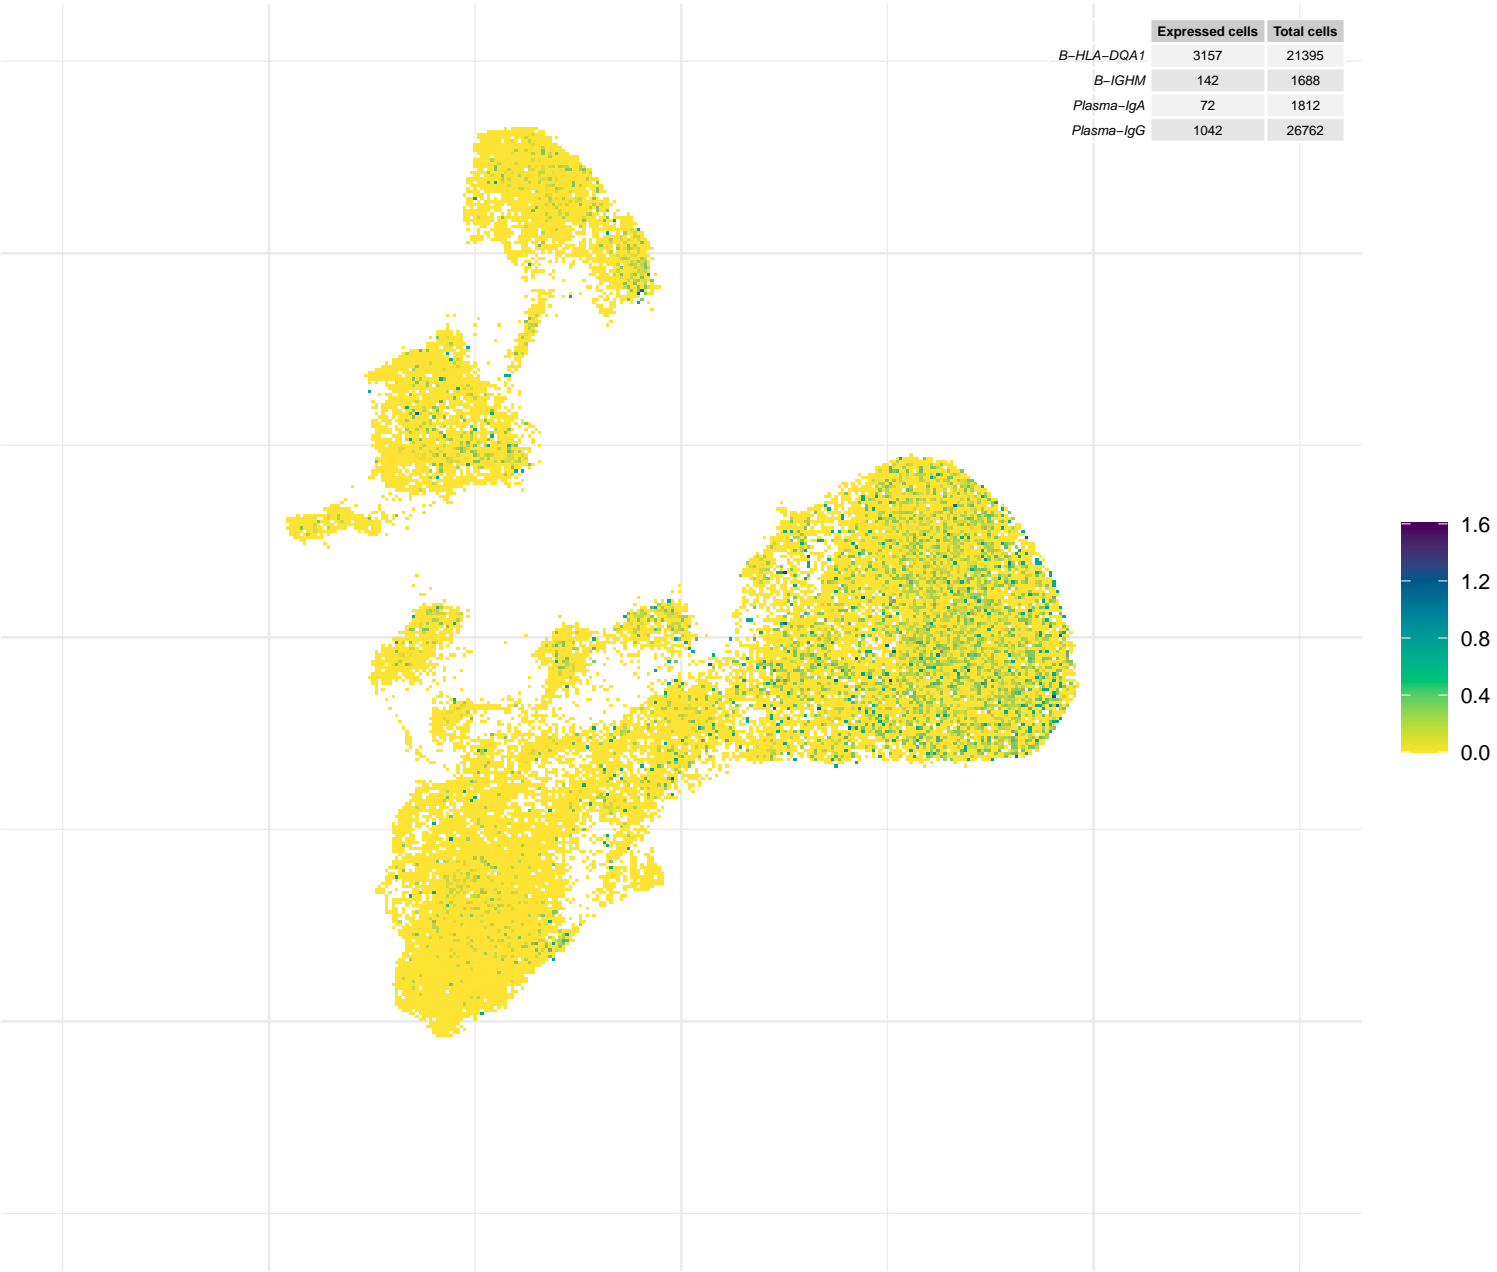 Expressed cells Total cells
B−HLA−DQA1 3157 21395
B−IGHM 142 1688
Plasma−IgA 72 1812
Plasma−IgG 1042 26762
1.6
1.2
0.8
0.4
0.0